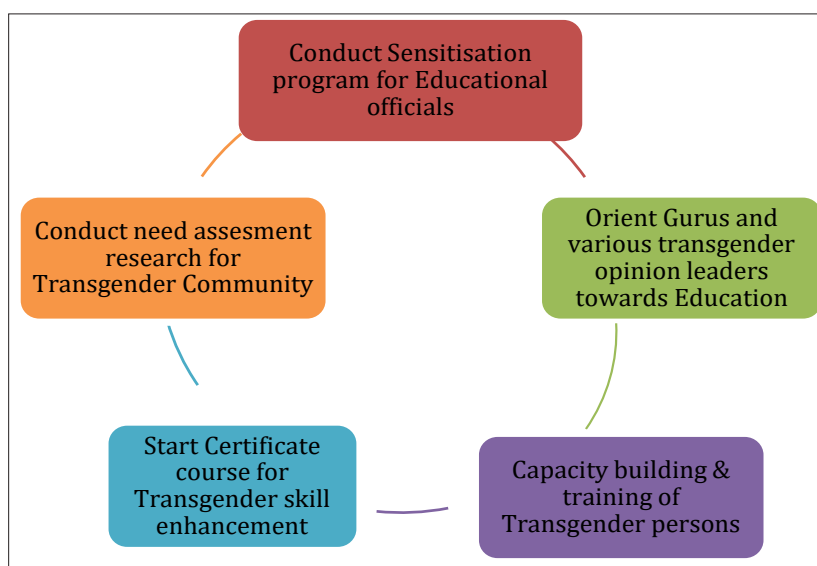 Conduct Sensitisation
program for Educational
officials
Orient Gurus and
various transgender
opinion leaders
towards Education
Capacity building &
training of
Transgender persons
Start Certificate
course for
Transgender skill
enhancement
Conduct need assesment
research for
Transgender Community